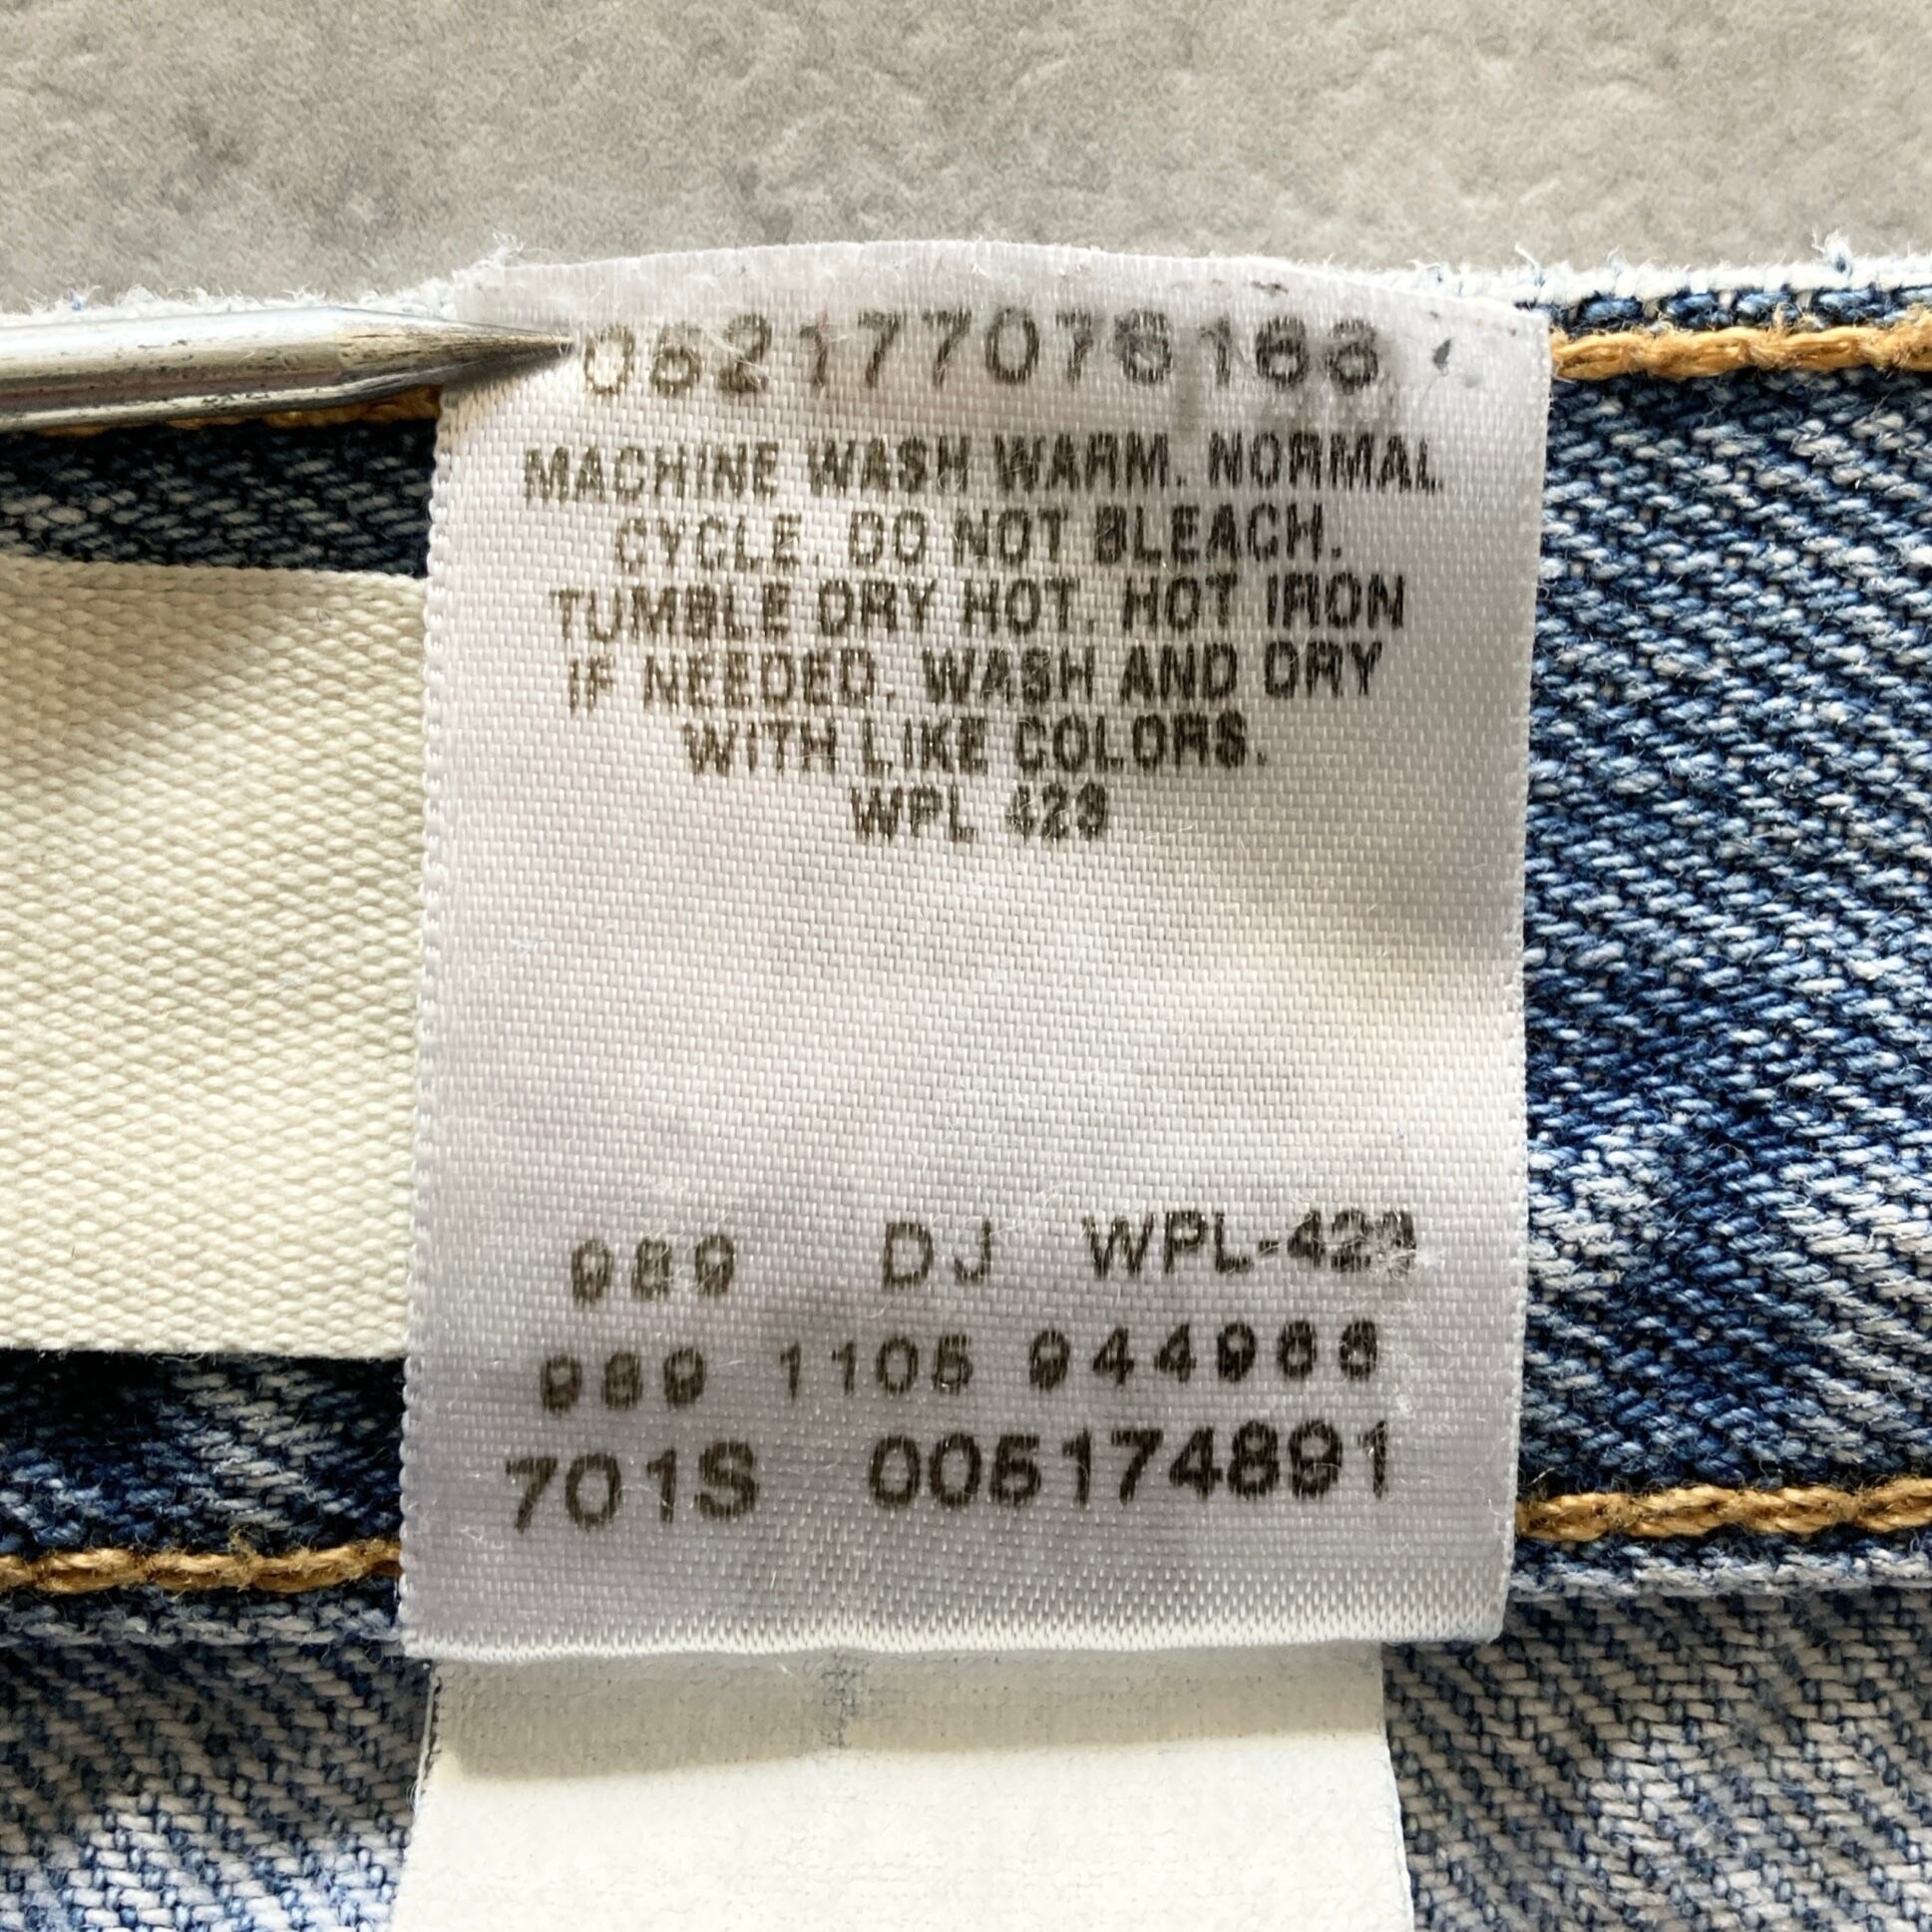 052177076168
MACHINE WASH WARM. NORMAL
CYCLE. DO NOT BLEACH.
TUMBLE DRY HOT. HOT IRON
IF NEEDED. WASH AND DRY
WITH LIKE COLORS.
WPL 423
989 DJ WPL-423
989 1105 944986
701S 005174891